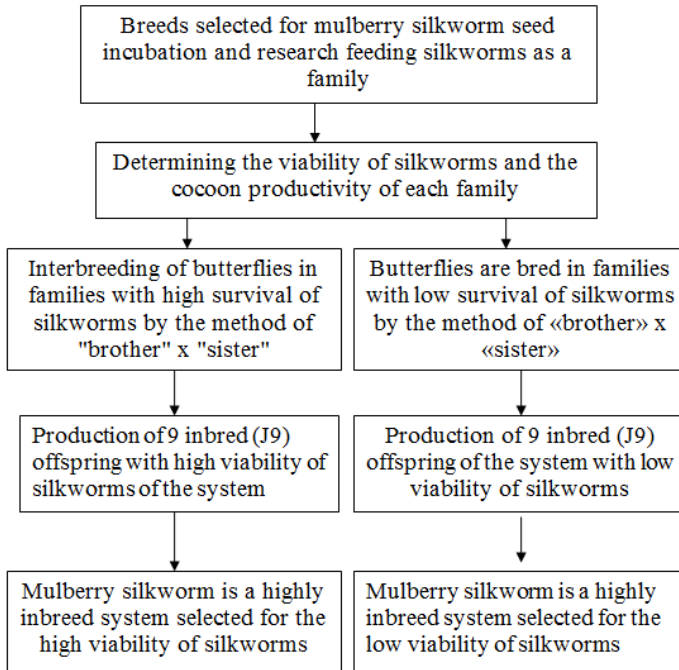 Breeds selected for mulberry silkworm seed
incubation and research feeding silkworms as a
family
Determining the viability of silkworms and the
cocoon productivity of each family
Interbreeding of butterflies in
families with high survival of
silkworms by the method of
"brother" x "sister"
Butterflies are bred in families
with low survival of silkworms
by the method of «brother» x
«sister»
Production of 9 inbred (J9)
offspring with high viability of
silkworms of the system
Production of 9 inbred (J9)
offspring of the system with low
viability of silkworms
Mulberry silkworm is a highly
inbreed system selected for the
high viability of silkworms
Mulberry silkworm is a highly
inbreed system selected for the
low viability of silkworms